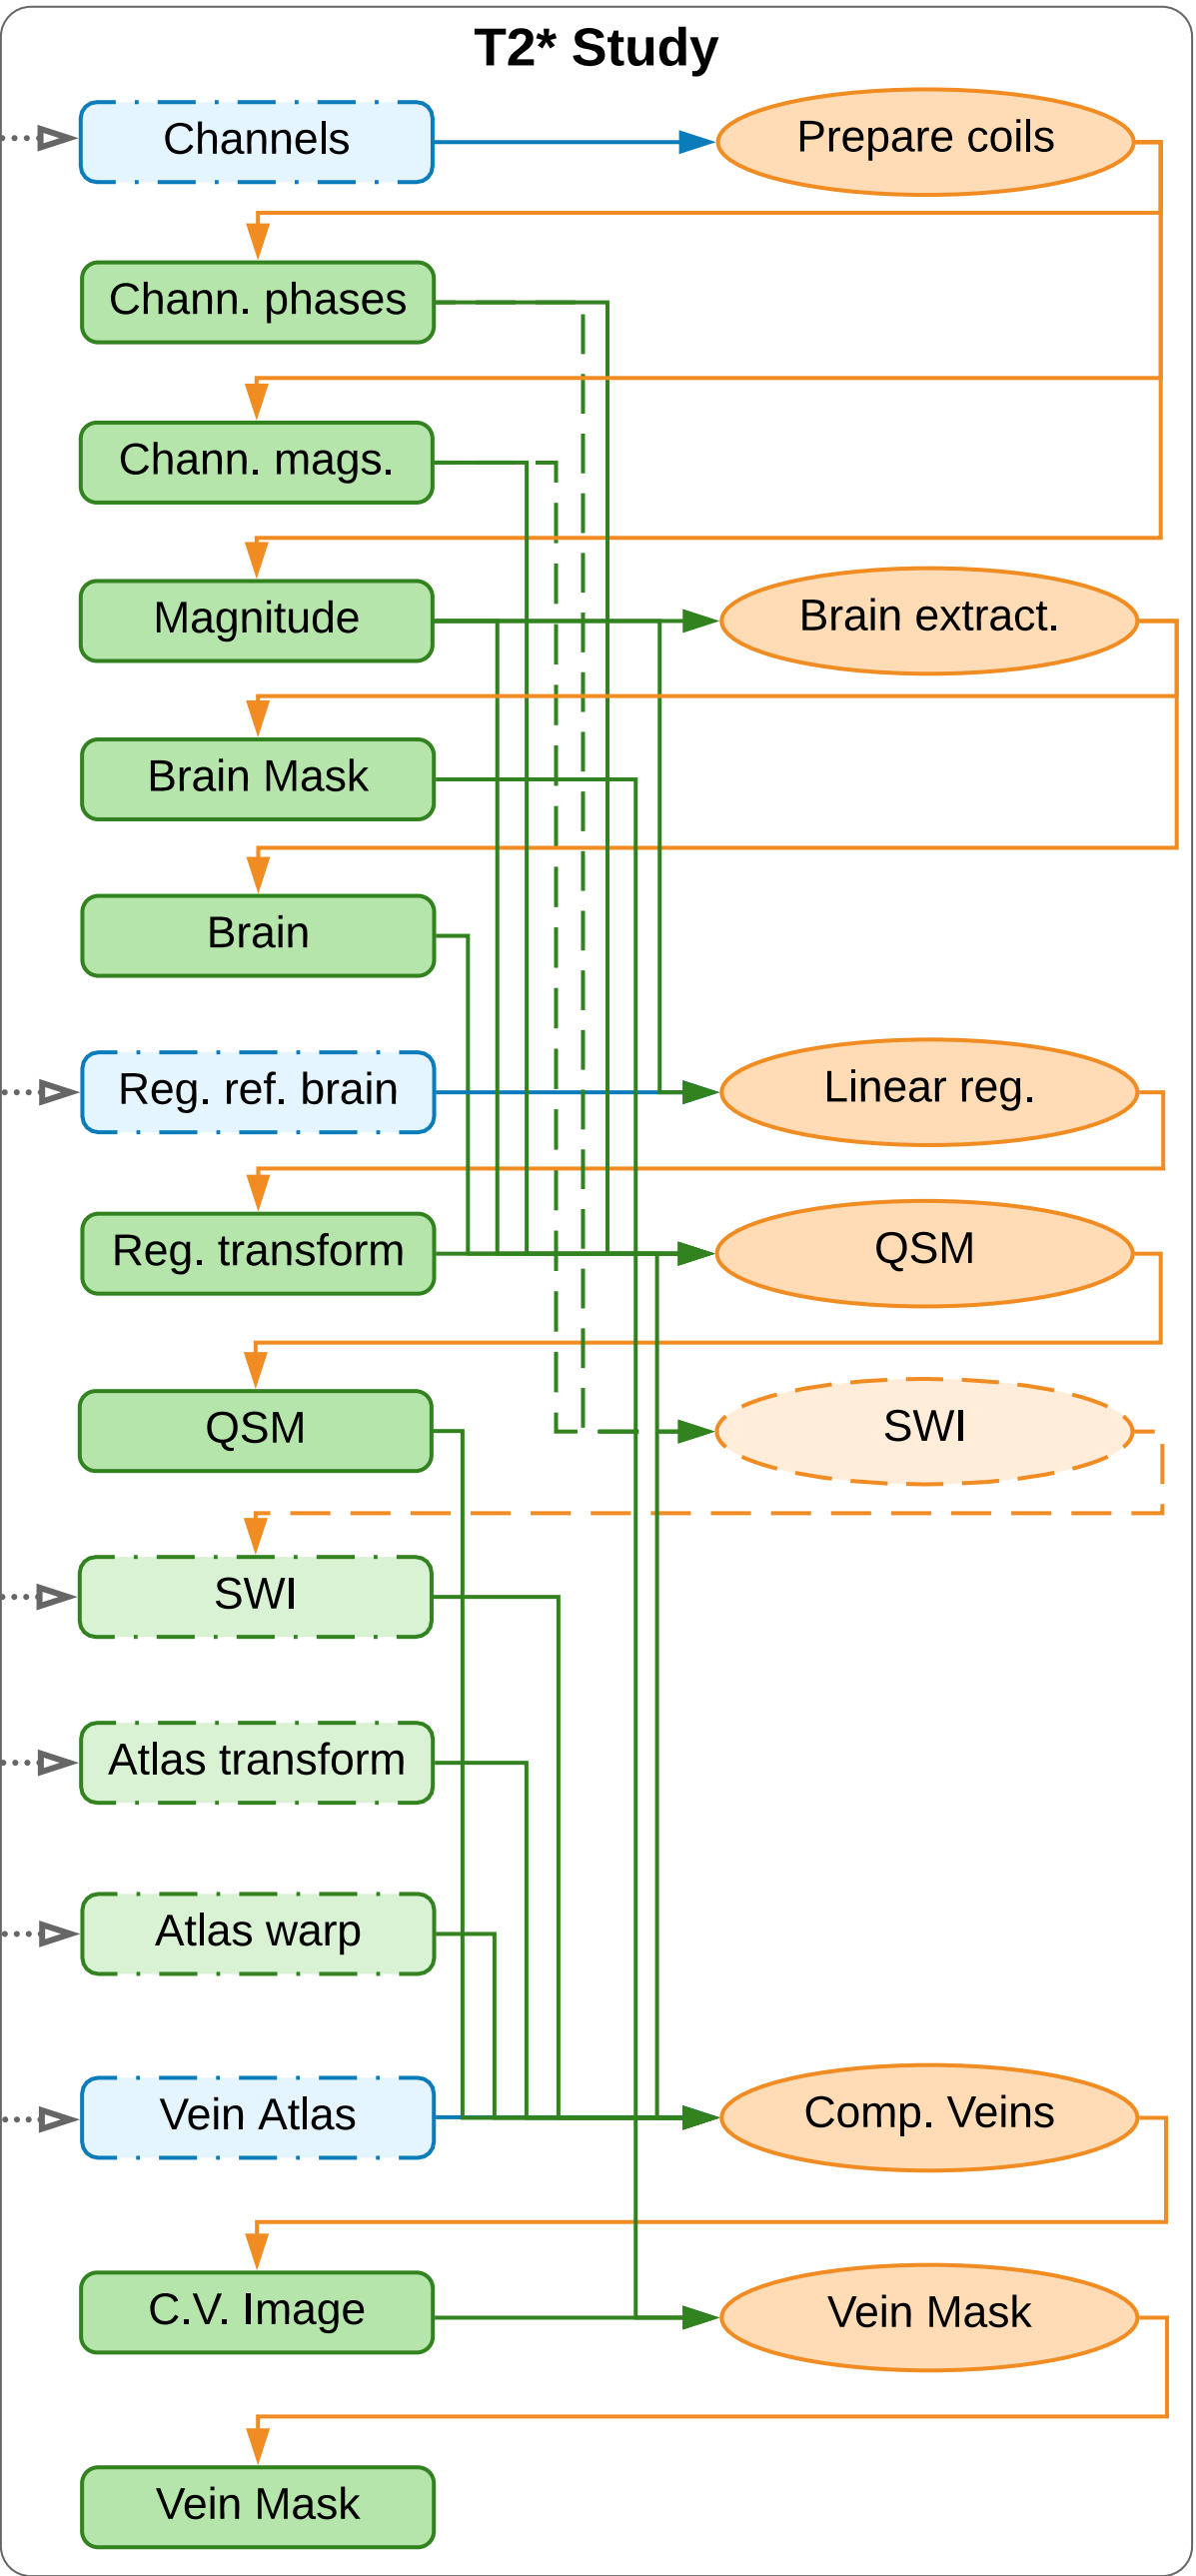 T2* Study
Channels
Prepare coils
Chann. phases
Chann. mags.
Magnitude
Brain extract.
Brain Mask
Brain
Reg. ref. brain
Linear reg.
Reg. transform
QSM
QSM
SWI
SWI
Atlas transform
Atlas warp
Vein Atlas
Comp. Veins
C.V. Image
Vein Mask
Vein Mask